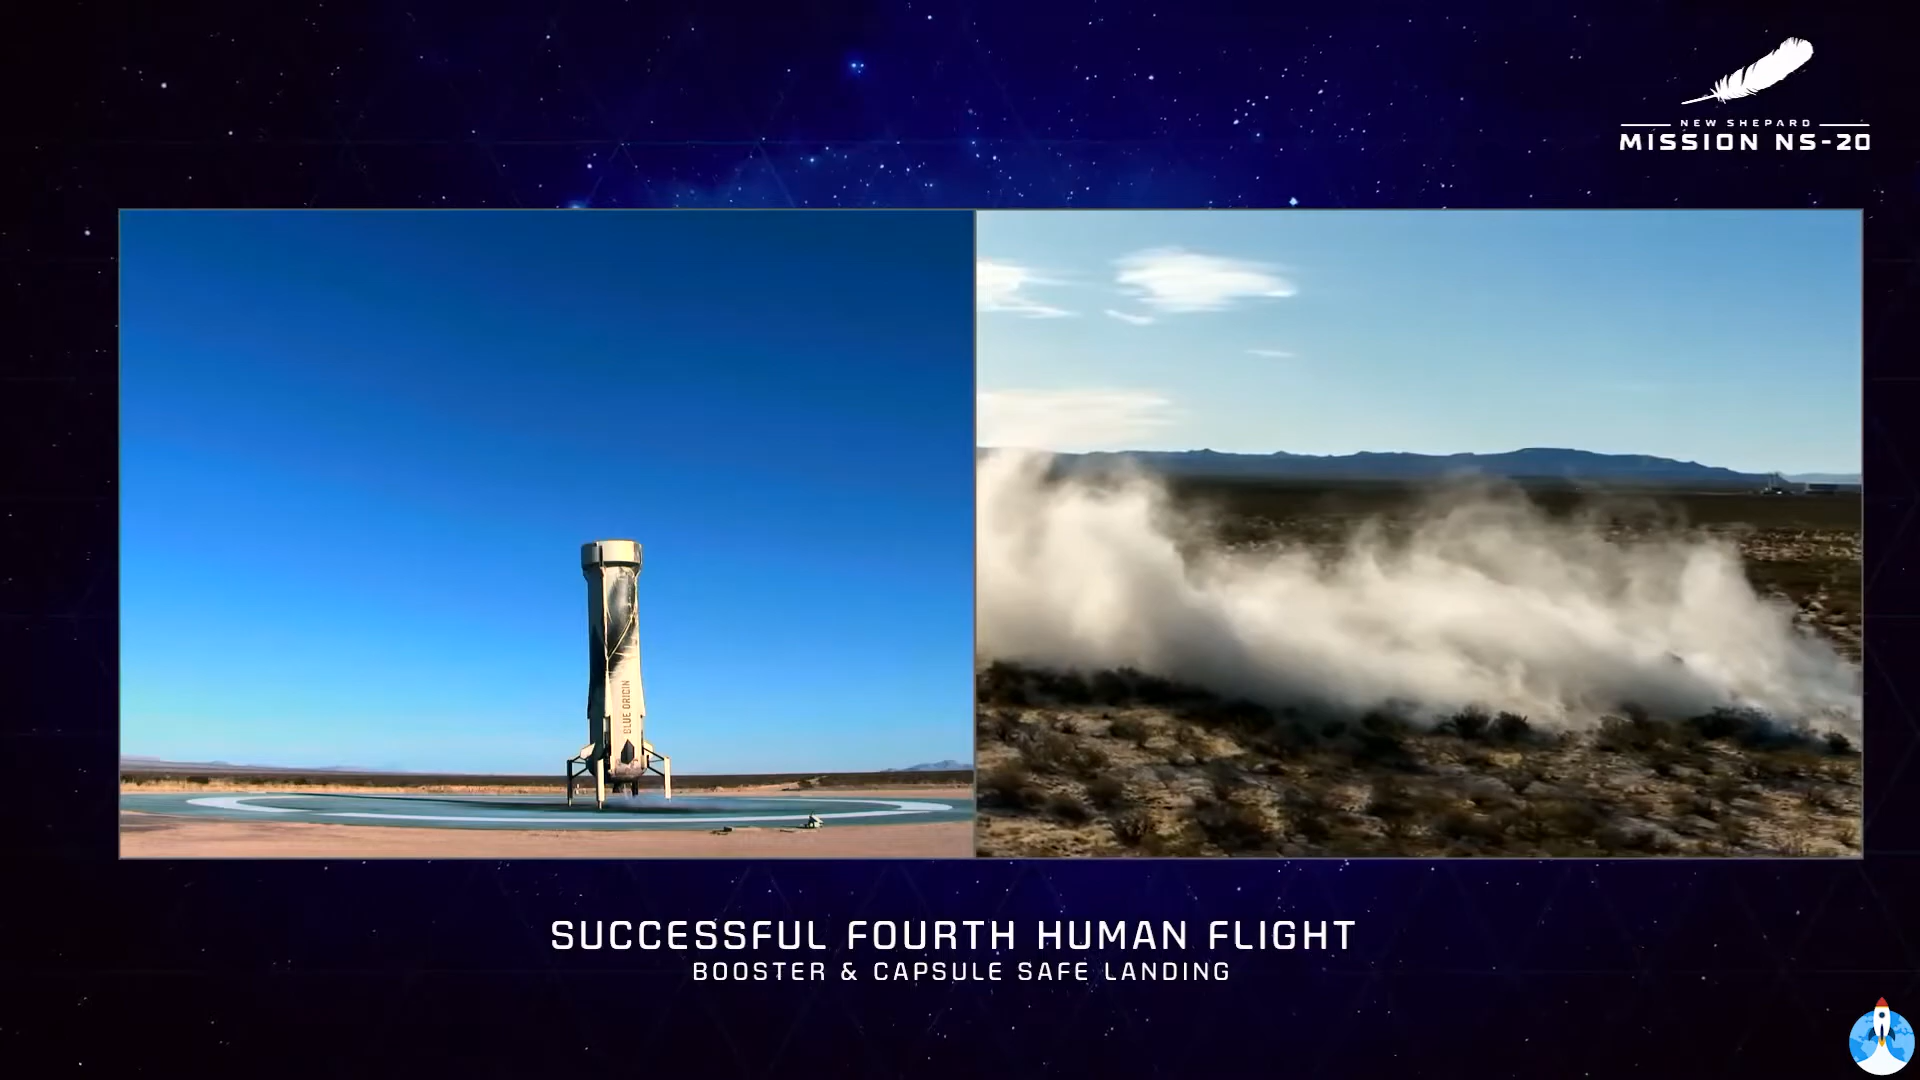 NEW SHEPARD
MISSION NS-20
BLUE ORIGIN
SUCCESSFUL FOURTH HUMAN FLIGHT
BOOSTER & CAPSULE SAFE LANDING